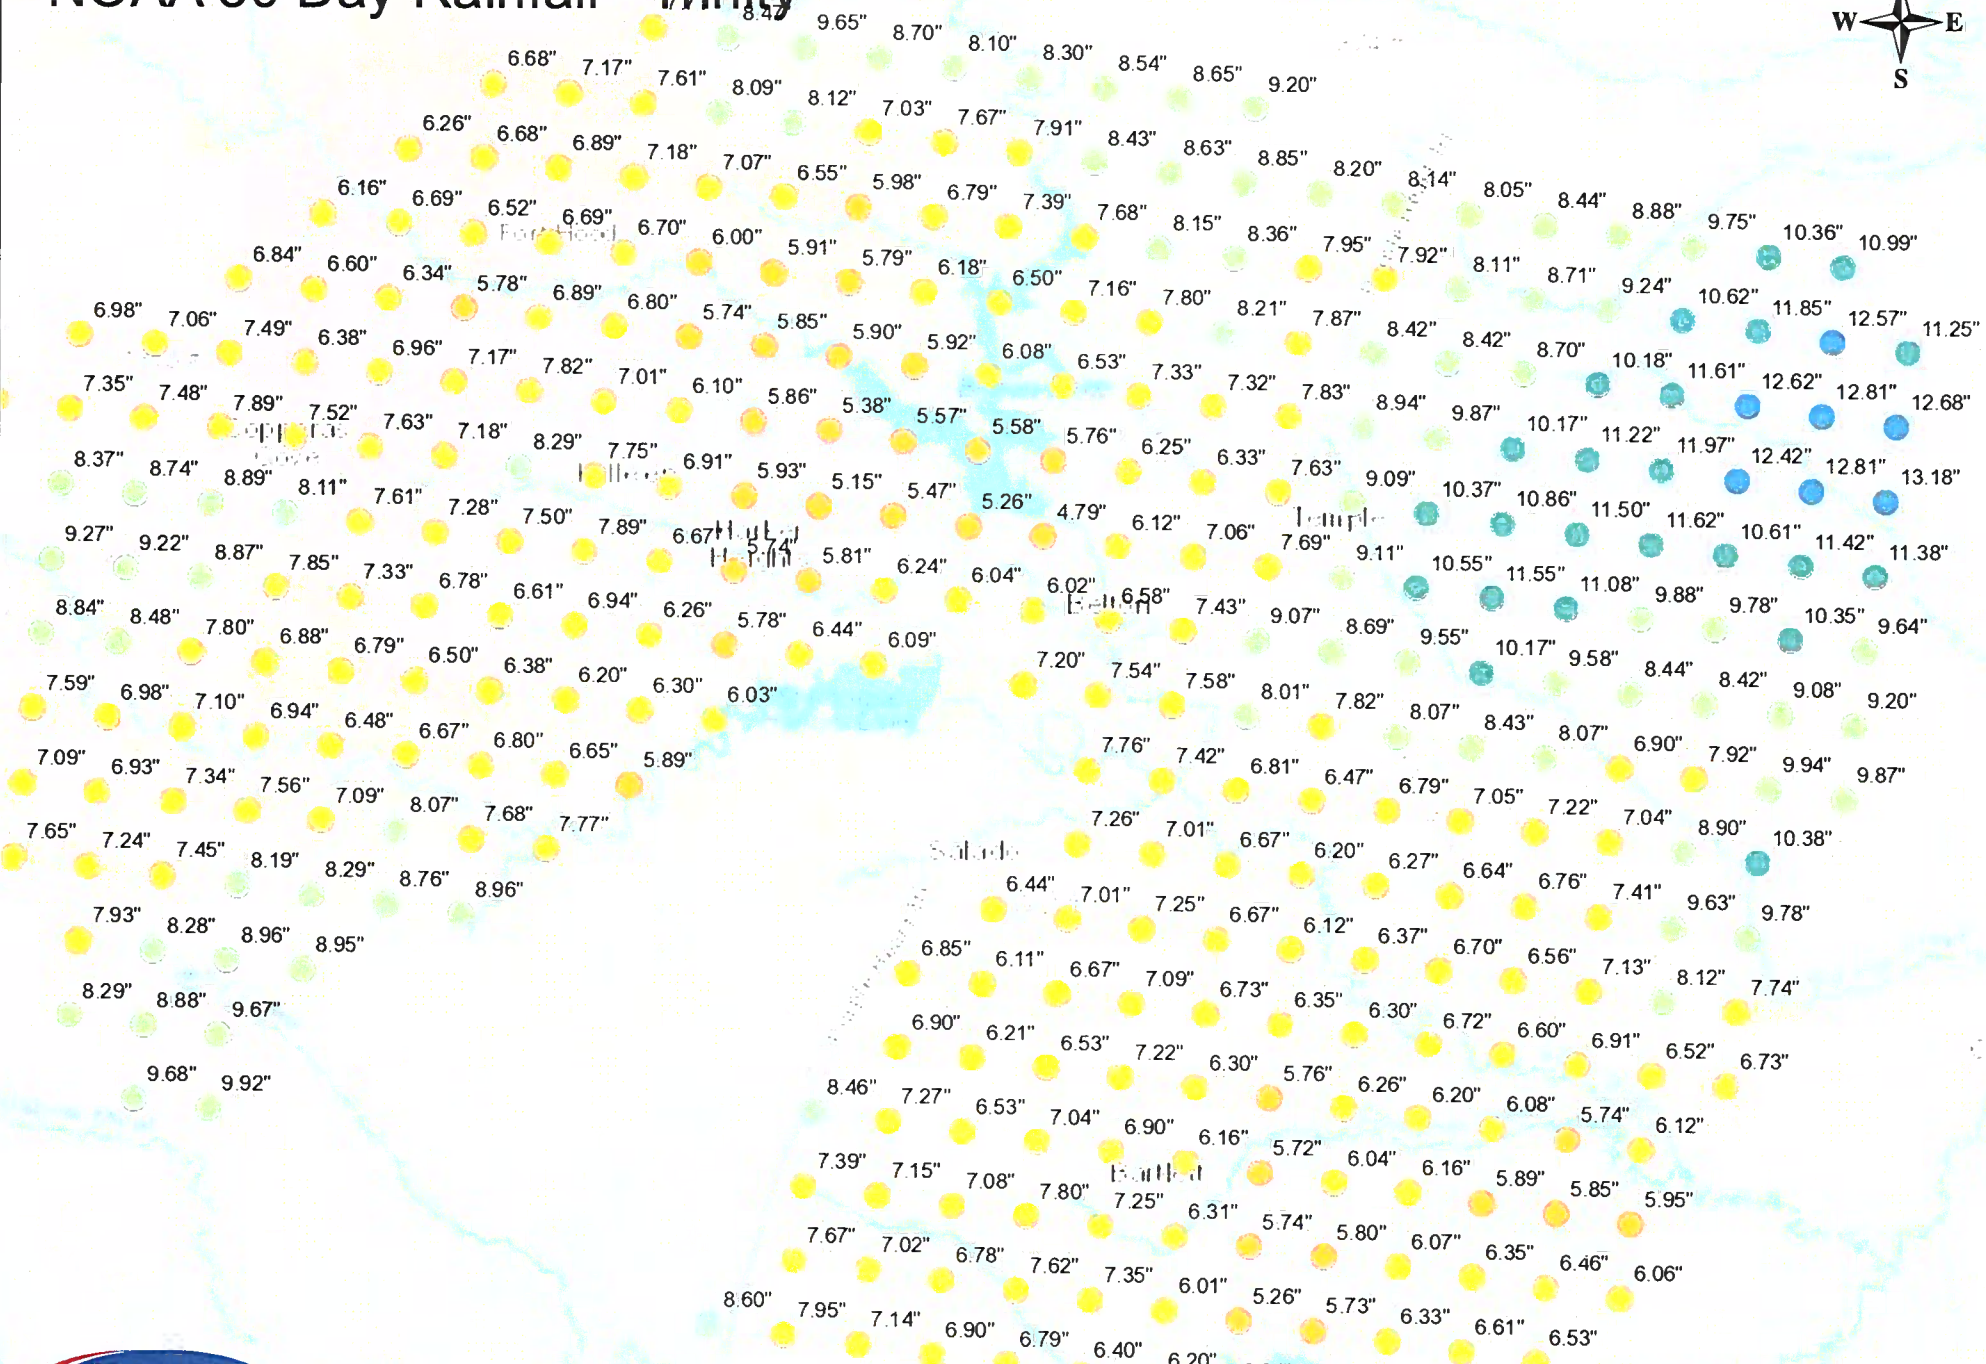 NOAA 30 Day Rainfall - Trinity
W E
S
8.47" 9.65" 8.70" 8.10" 8.30" 8.54" 8.65" 9.20"
6.68" 7.17" 7.61" 8.09" 8.12" 7.03" 7.67" 7.91" 8.43" 8.63" 8.85" 8.20" 8.14" 8.05" 8.44" 8.88" 9.75" 10.36" 10.99"
6.26" 6.68" 6.89" 7.18" 7.07" 6.55" 5.98" 6.79" 7.39" 7.68" 8.15" 8.36" 7.95" 7.92" 8.11" 8.71" 9.24" 10.62" 11.85" 12.57" 11.25"
6.16" 6.69" 6.52" 6.69" 6.70" 6.00" 5.91" 5.79" 6.18" 6.50" 7.16" 7.80" 8.21" 7.87" 8.42" 8.42" 8.70" 10.18" 11.61" 12.62" 12.81" 12.68"
Fort Hood
6.84" 6.60" 6.34" 5.78" 6.89" 6.80" 5.74" 5.85" 5.90" 5.92" 6.08" 6.53" 7.33" 7.32" 7.83" 8.94" 9.87" 10.17" 11.22" 11.97" 12.42" 12.81" 13.18"
6.98" 7.06" 7.49" 6.38" 6.96" 7.17" 7.82" 7.01" 6.10" 5.86" 5.38" 5.57" 5.58" 5.76" 6.25" 6.33" 7.63" 9.09" 10.37" 10.86" 11.50" 11.62" 10.61" 11.42" 11.38"
7.35" 7.48" 7.89" 7.52" 7.63" 7.18" 8.29" 7.75" 6.91" 5.93" 5.15" 5.47" 5.26" 4.79" 6.12" 7.06" 7.69" 9.11" 10.55" 11.55" 11.08" 9.88" 9.78" 10.35" 9.64"
Copperas
Cove
Killeen
Temple
8.37" 8.74" 8.89" 8.11" 7.61" 7.28" 7.50" 7.89" 6.67" 5.74" 5.81" 6.24" 6.04" 6.02" 6.58" 7.43" 9.07" 8.69" 9.55" 10.17" 9.58" 8.44" 8.42" 9.08" 9.20"
Harker
Heights
Belton
9.27" 9.22" 8.87" 7.85" 7.33" 6.78" 6.61" 6.94" 6.26" 5.78" 6.44" 6.09" 7.20" 7.54" 7.58" 8.01" 7.82" 8.07" 8.43" 8.07" 6.90" 7.92" 9.94" 9.87"
8.84" 8.48" 7.80" 6.88" 6.79" 6.50" 6.38" 6.20" 6.30" 6.03" 7.76" 7.42" 6.81" 6.47" 6.79" 7.05" 7.22" 7.04" 8.90" 10.38"
7.59" 6.98" 7.10" 6.94" 6.48" 6.67" 6.80" 6.65" 5.89" 7.26" 7.01" 6.67" 6.20" 6.27" 6.64" 6.76" 7.41" 9.63" 9.78"
Salado
7.09" 6.93" 7.34" 7.56" 7.09" 8.07" 7.68" 7.77" 6.44" 7.01" 7.25" 6.67" 6.12" 6.37" 6.70" 6.56" 7.13" 8.12" 7.74"
7.65" 7.24" 7.45" 8.19" 8.29" 8.76" 8.96" 6.85" 6.11" 6.67" 7.09" 6.73" 6.35" 6.30" 6.72" 6.60" 6.91" 6.52" 6.73"
7.93" 8.28" 8.96" 8.95" 6.90" 6.21" 6.53" 7.22" 6.30" 5.76" 6.26" 6.20" 6.08" 5.74" 6.12"
8.29" 8.88" 9.67" 8.46" 7.27" 6.53" 7.04" 6.90" 6.16" 5.72" 6.04" 6.16" 5.89" 5.85" 5.95"
Bartlett
9.68" 9.92" 7.39" 7.15" 7.08" 7.80" 7.25" 6.31" 5.74" 5.80" 6.07" 6.35" 6.46" 6.06"
7.67" 7.02" 6.78" 7.62" 7.35" 6.01" 5.26" 5.73" 6.33" 6.61" 6.53"
8.60" 7.95" 7.14" 6.90" 6.79" 6.40" 6.20"